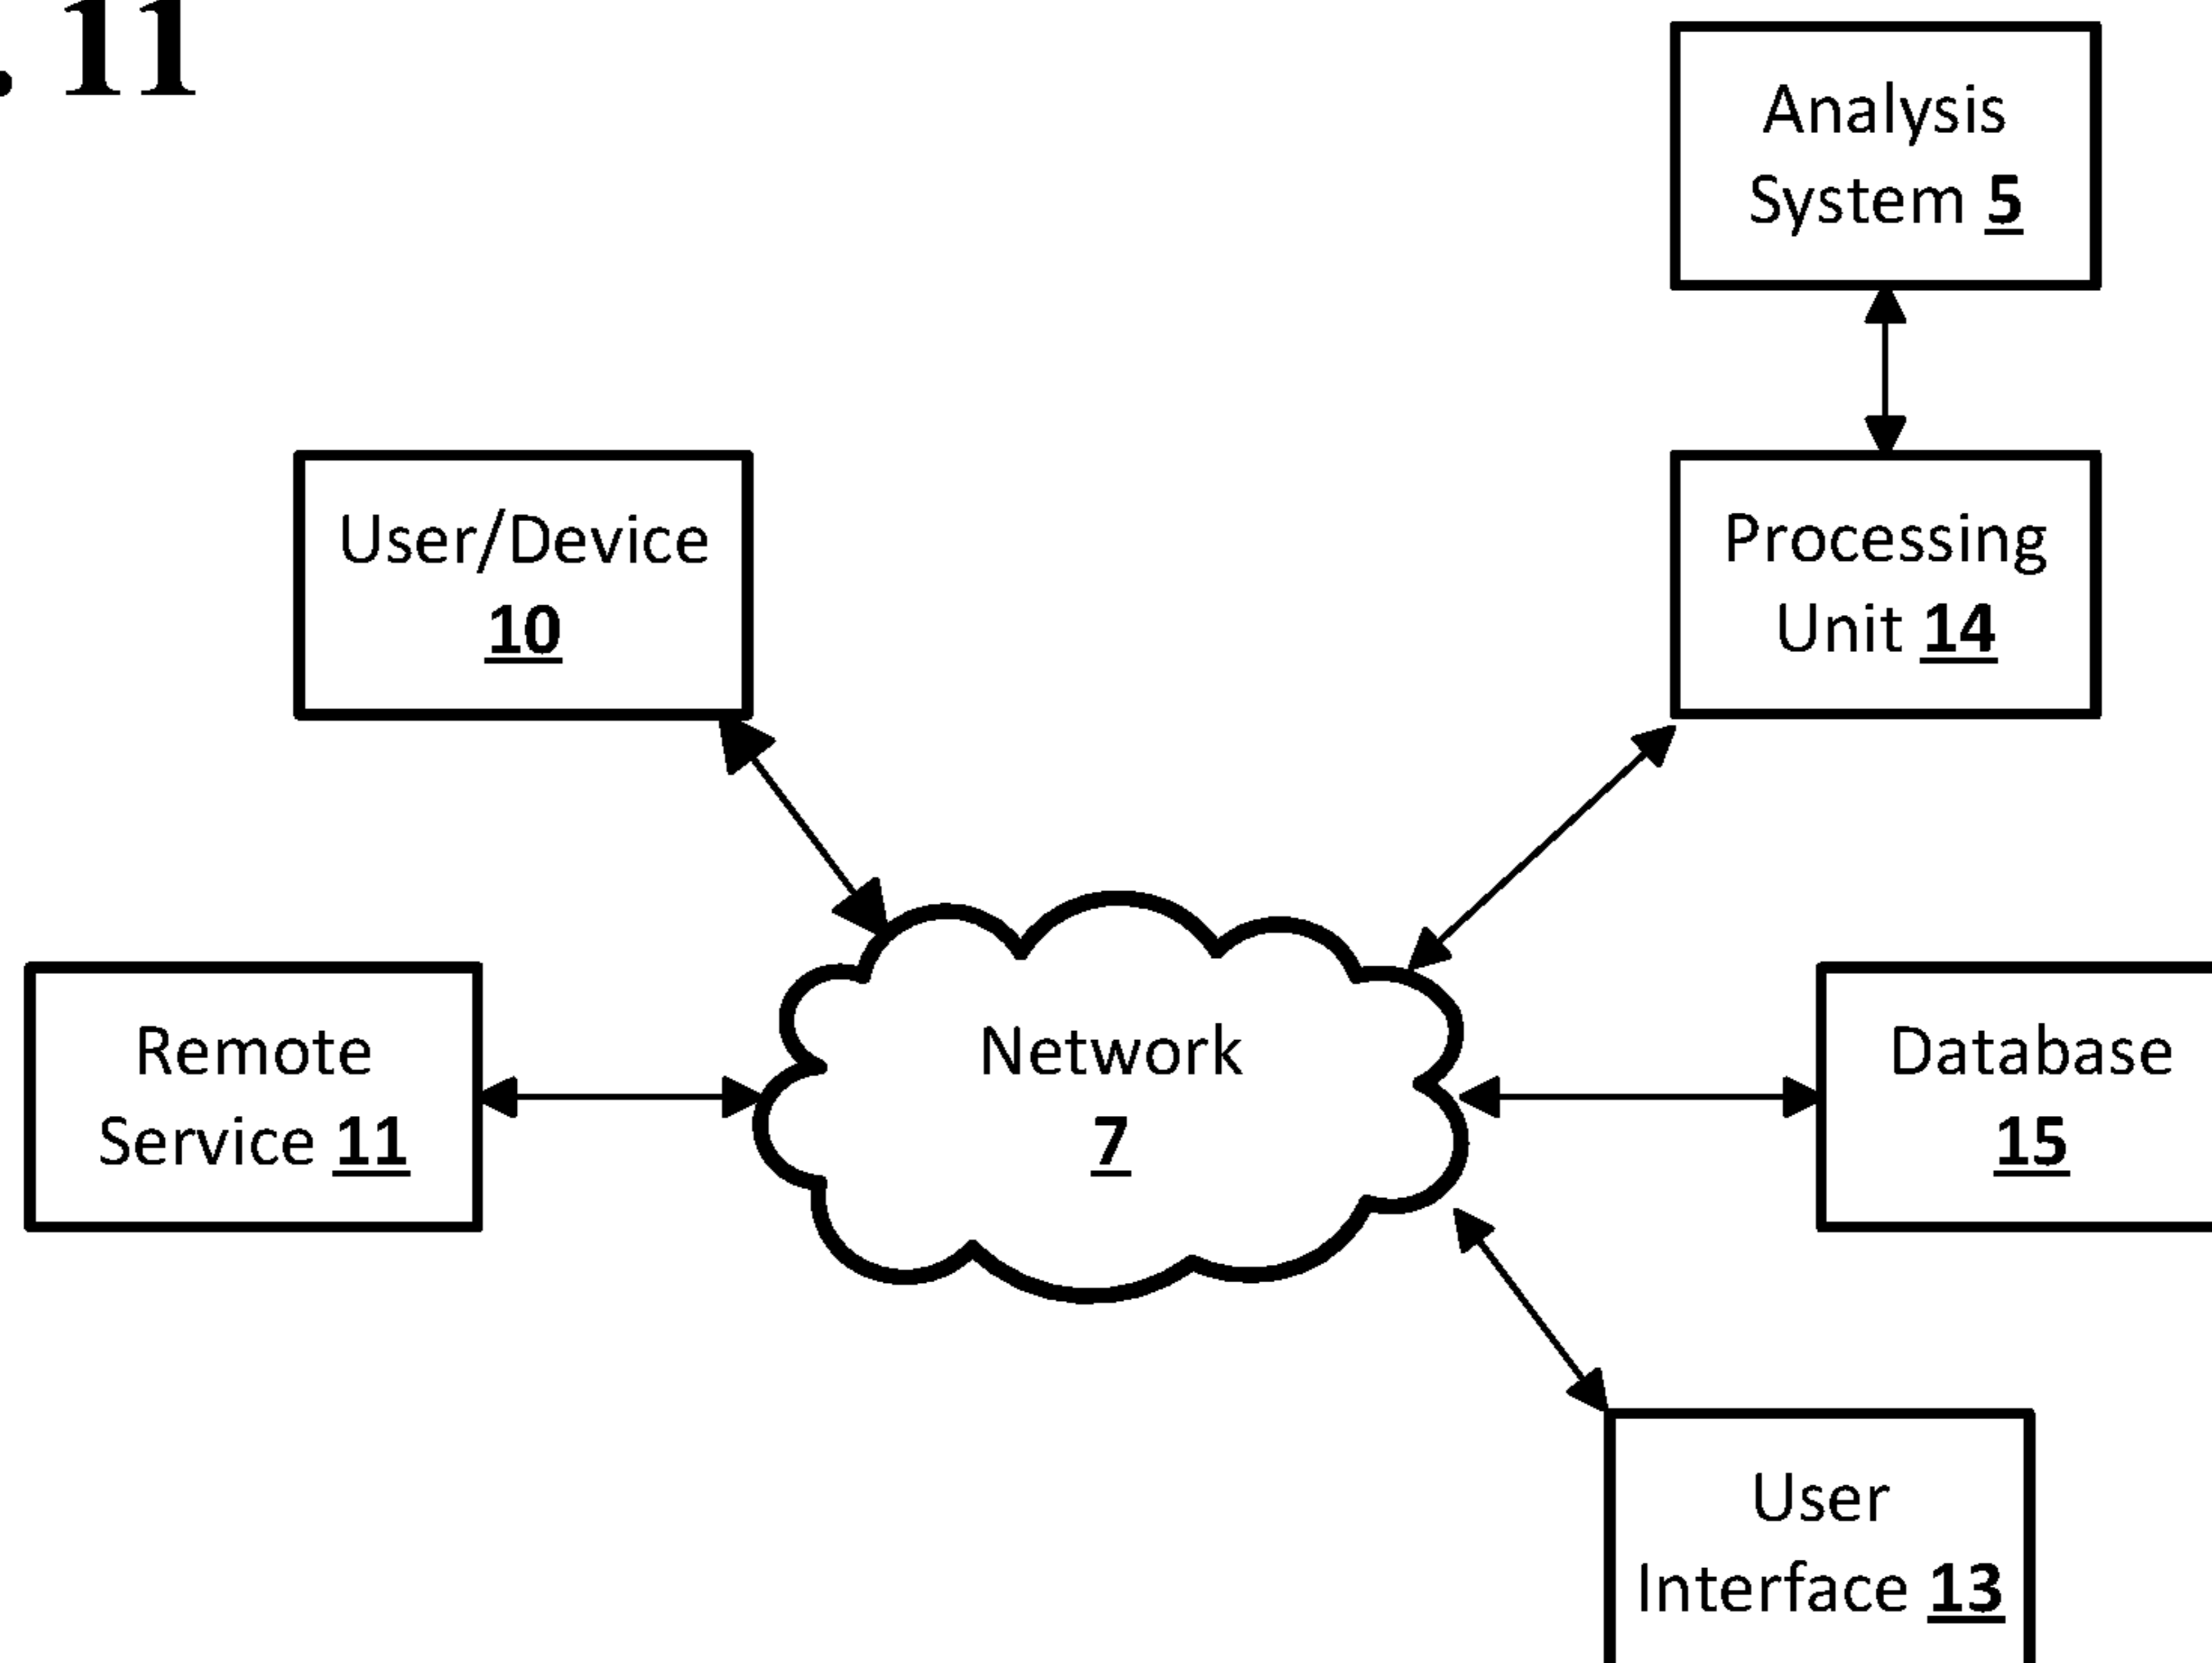 . 11
Analysis
System 5
User/Device
10
Processing
Unit 14
Remote
Service 11
Network
7
Database
15
User
Interface 13